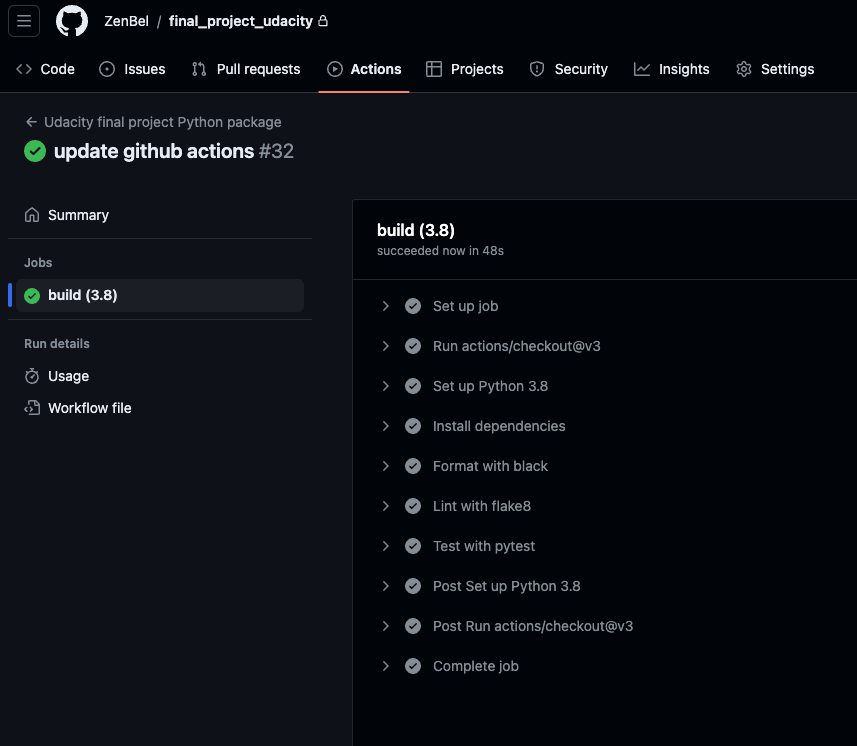 ZenBel / final_project_udacity
Code Issues Pull requests Actions Projects Security Insights Settings
Udacity final project Python package
update github actions #32
Summary
Jobs
build (3.8)
Run details
Usage
Workflow file
build (3.8)
succeeded now in 48s
Set up job
Run actions/checkout@v3
Set up Python 3.8
Install dependencies
Format with black
Lint with flake8
Test with pytest
Post Set up Python 3.8
Post Run actions/checkout@v3
Complete job